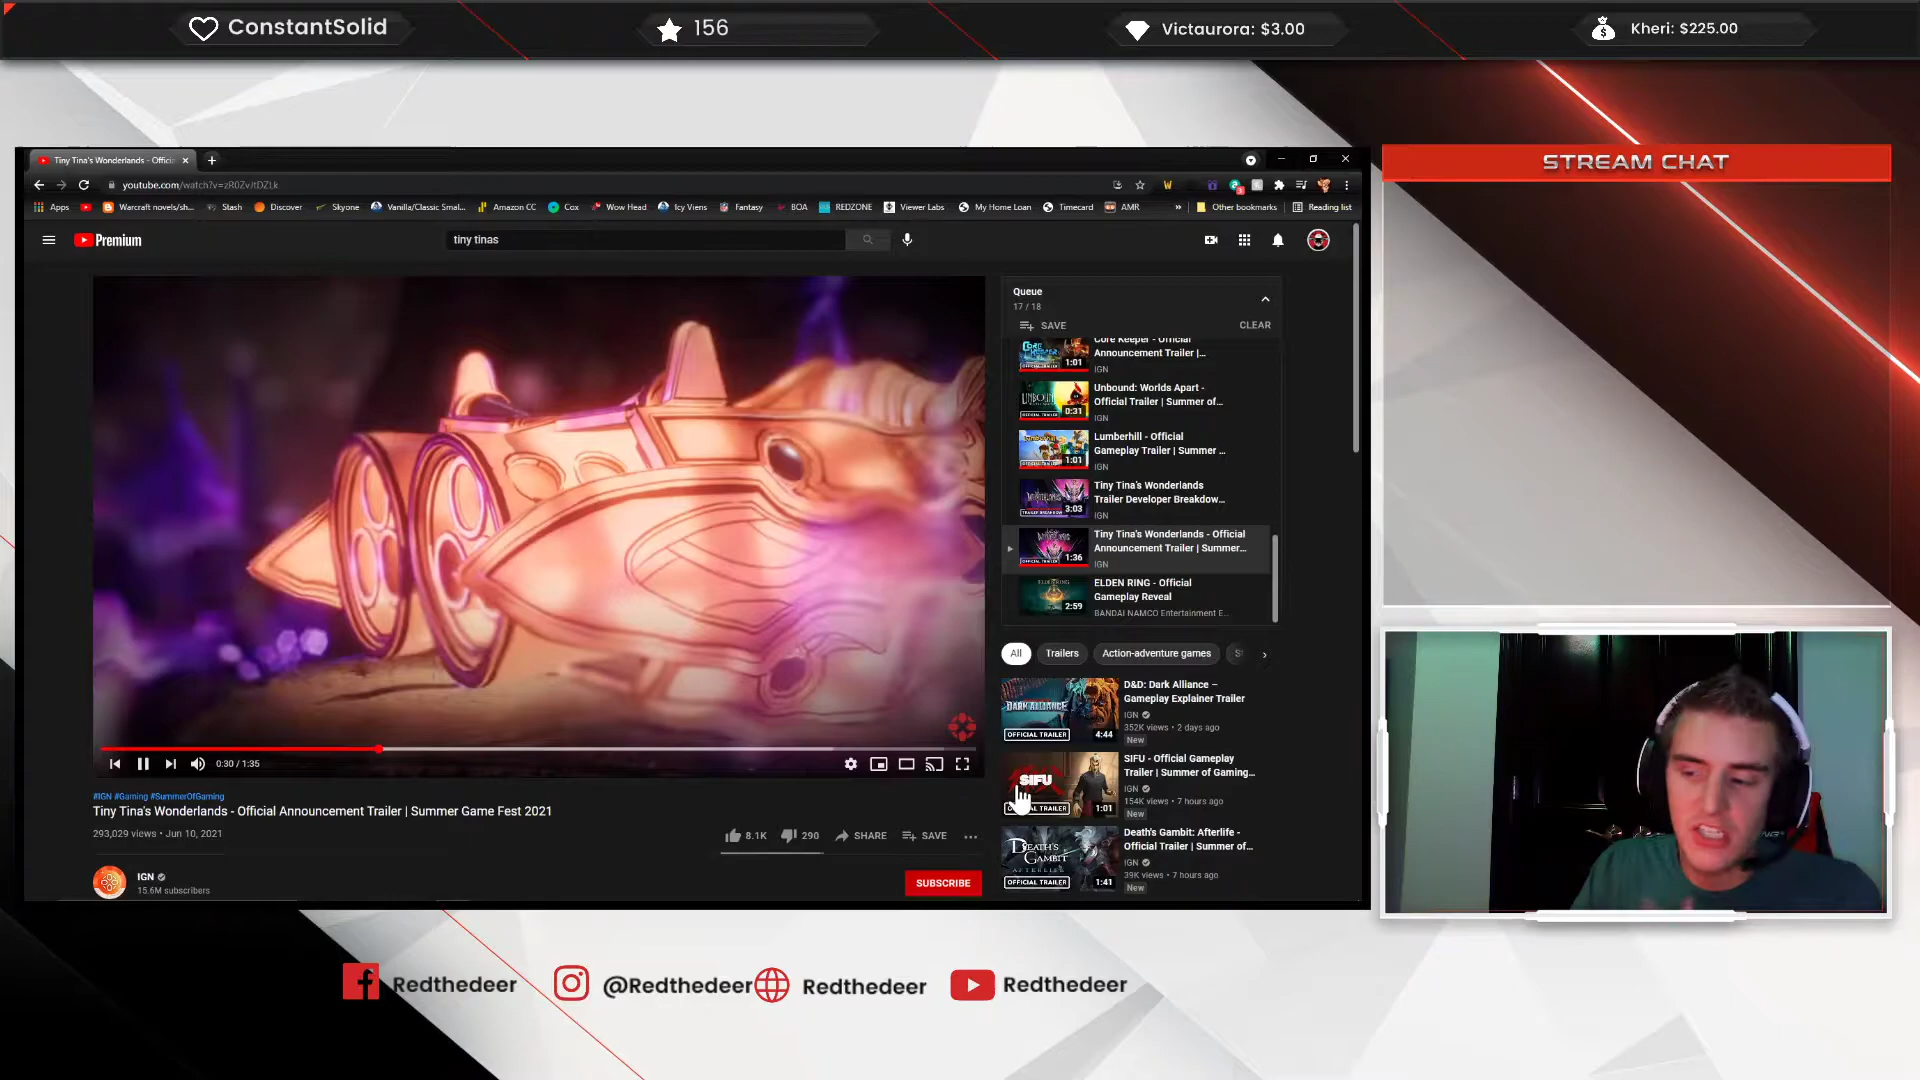 ConstantSolid
156
Victaurora: $3.00
Kheri: $225.00
Tiny Tina's Wonderlands - Offici
youtube.com/watch?v=zR0ZvJtDZLk
Apps
Warcraft novels/sh...
Stash
Discover
Skyone
Vanilla/Classic Smal...
Amazon CC
Cox
Wow Head
Icy Viens
Fantasy
BOA
REDZONE
Viewer Labs
My Home Loan
Timecard
AMR
»
Other bookmarks
Reading list
Premium
tiny tinas
Queue
17 / 18
SAVE
CLEAR
Core Keeper - Official
Announcement Trailer |...
IGN
1:01
Unbound: Worlds Apart -
Official Trailer | Summer of...
IGN
0:31
Lumberhill - Official
Gameplay Trailer | Summer ...
IGN
1:01
Tiny Tina's Wonderlands
Trailer Developer Breakdow...
IGN
3:03
Tiny Tina's Wonderlands - Official
Announcement Trailer | Summer...
IGN
1:36
ELDEN RING - Official
Gameplay Reveal
BANDAI NAMCO Entertainment E...
2:59
All
Trailers
Action-adventure games
DARK ALLIANCE
OFFICIAL TRAILER
4:44
D&D: Dark Alliance –
Gameplay Explainer Trailer
IGN
352K views • 2 days ago
New
SIFU
TRAILER
1:01
SIFU - Official Gameplay
Trailer | Summer of Gaming...
IGN
154K views • 7 hours ago
New
DEATH'S
GAMBIT
AFTERLIFE
OFFICIAL TRAILER
1:41
Death's Gambit: Afterlife -
Official Trailer | Summer of...
IGN
39K views • 7 hours ago
New
0:30 / 1:35
#IGN #Gaming #SummerOfGaming
Tiny Tina's Wonderlands - Official Announcement Trailer | Summer Game Fest 2021
293,029 views • Jun 10, 2021
8.1K
290
SHARE
SAVE
IGN
15.6M subscribers
SUBSCRIBE
STREAM CHAT
Redthedeer
@Redthedeer
Redthedeer
Redthedeer